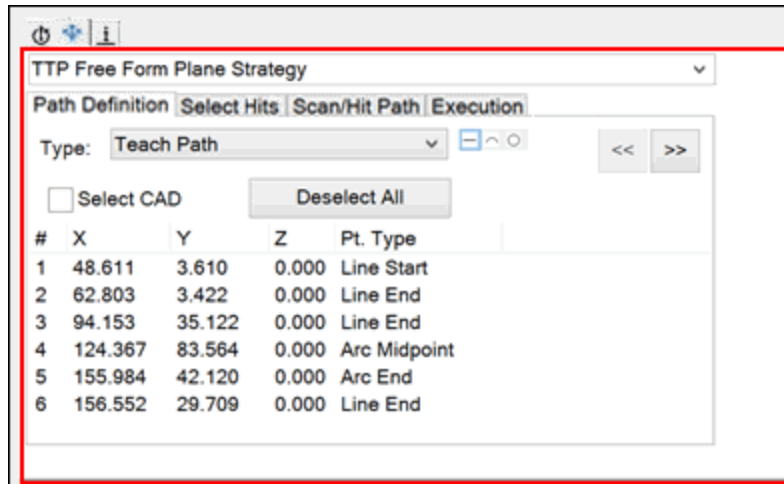 TTP Free Form Plane Strategy
Path Definition Select Hits Scan/Hit Path Execution
Type: Teach Path << >>
Select CAD Deselect All
# X Y Z Pt. Type
1 48.611 3.610 0.000 Line Start
2 62.803 3.422 0.000 Line End
3 94.153 35.122 0.000 Line End
4 124.367 83.564 0.000 Arc Midpoint
5 155.984 42.120 0.000 Arc End
6 156.552 29.709 0.000 Line End